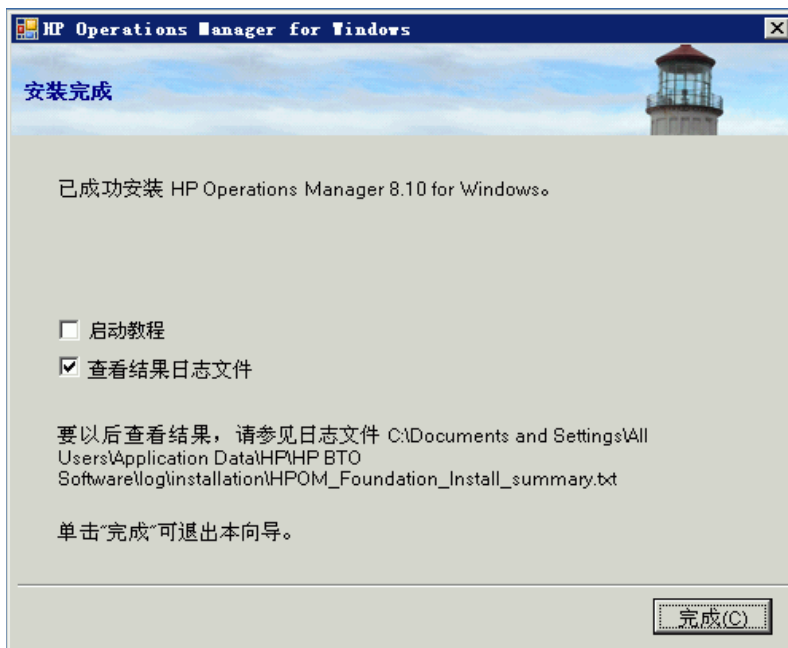 HP Operations Manager for Windows
安装完成
已成功安装 HP Operations Manager 8.10 for Windows。
启动教程
查看结果日志文件
要以后查看结果，请参见日志文件 C:\Documents and Settings\All
Users\Application Data\HP\HP BTO
Software\log\installation\HPOM_Foundation_Install_summary.txt
单击“完成”可退出本向导。
完成(C)